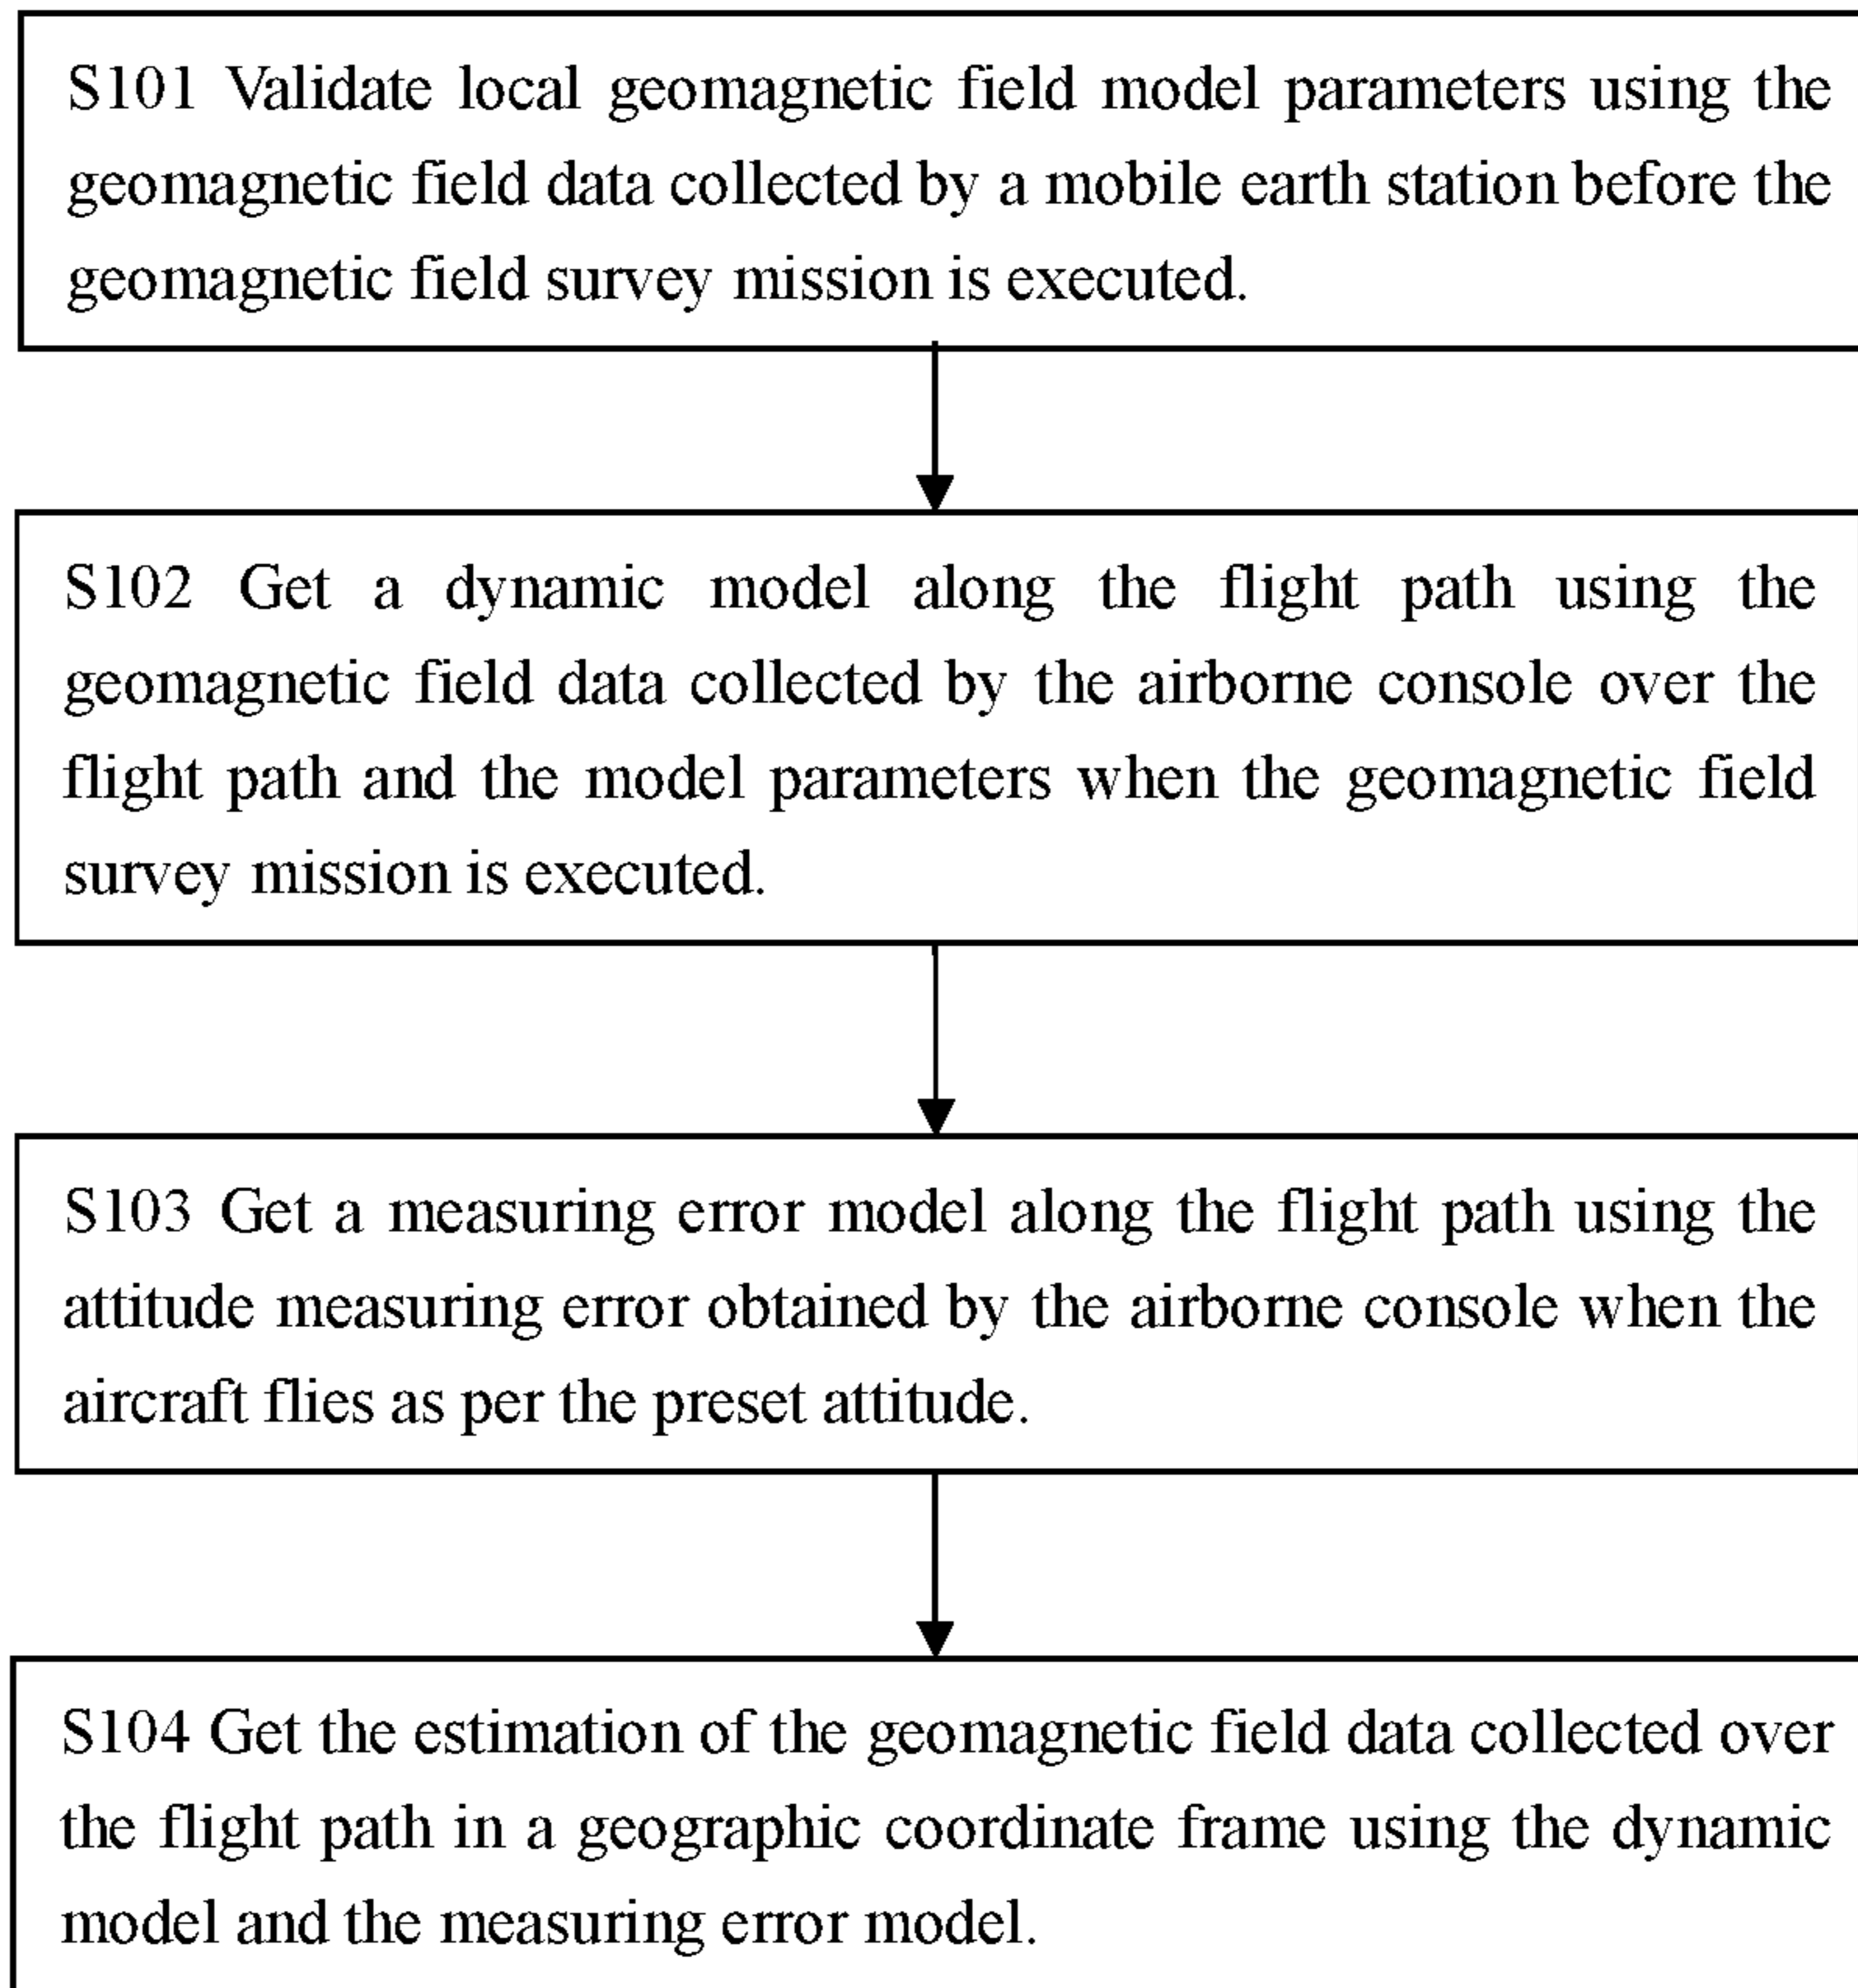 S101 Validate local geomagnetic field model parameters using the
geomagnetic field data collected by a mobile earth station before the
geomagnetic field survey mission is executed.
S102 Get a dynamic model along the flight path using the
geomagnetic field data collected by the airborne console over the
flight path and the model parameters when the geomagnetic field
survey mission is executed.
S103 Get a measuring error model along the flight path using the
attitude measuring error obtained by the airborne console when the
aircraft flies as per the preset attitude.
S104 Get the estimation of the geomagnetic field data collected over
the flight path in a geographic coordinate frame using the dynamic
model and the measuring error model.